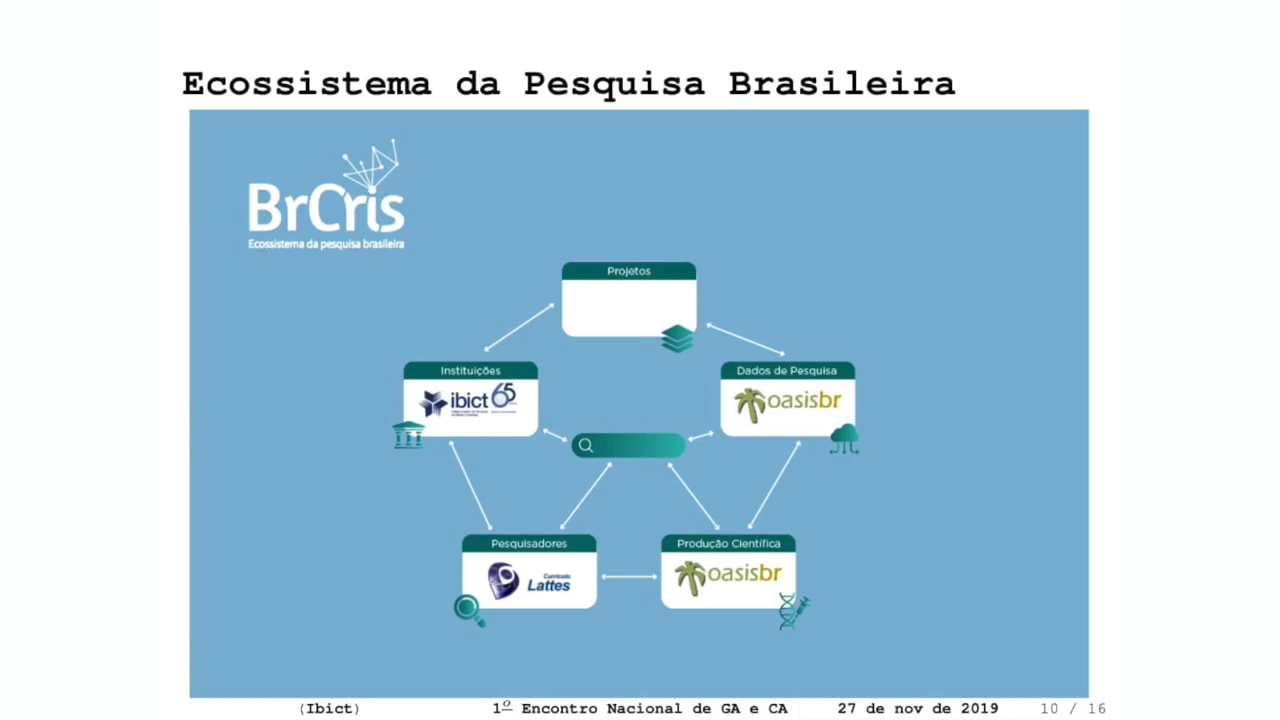 Ecossistema da Pesquisa Brasileira
BrCris
Ecossistema da pesquisa brasileira
Projetos
Instituições
ibict 65
Dados de Pesquisa
oasisbr
Pesquisadores
Currículo
Lattes
Produção Científica
oasisbr
(Ibict) 1º Encontro Nacional de GA e CA 27 de nov de 2019 10 / 16